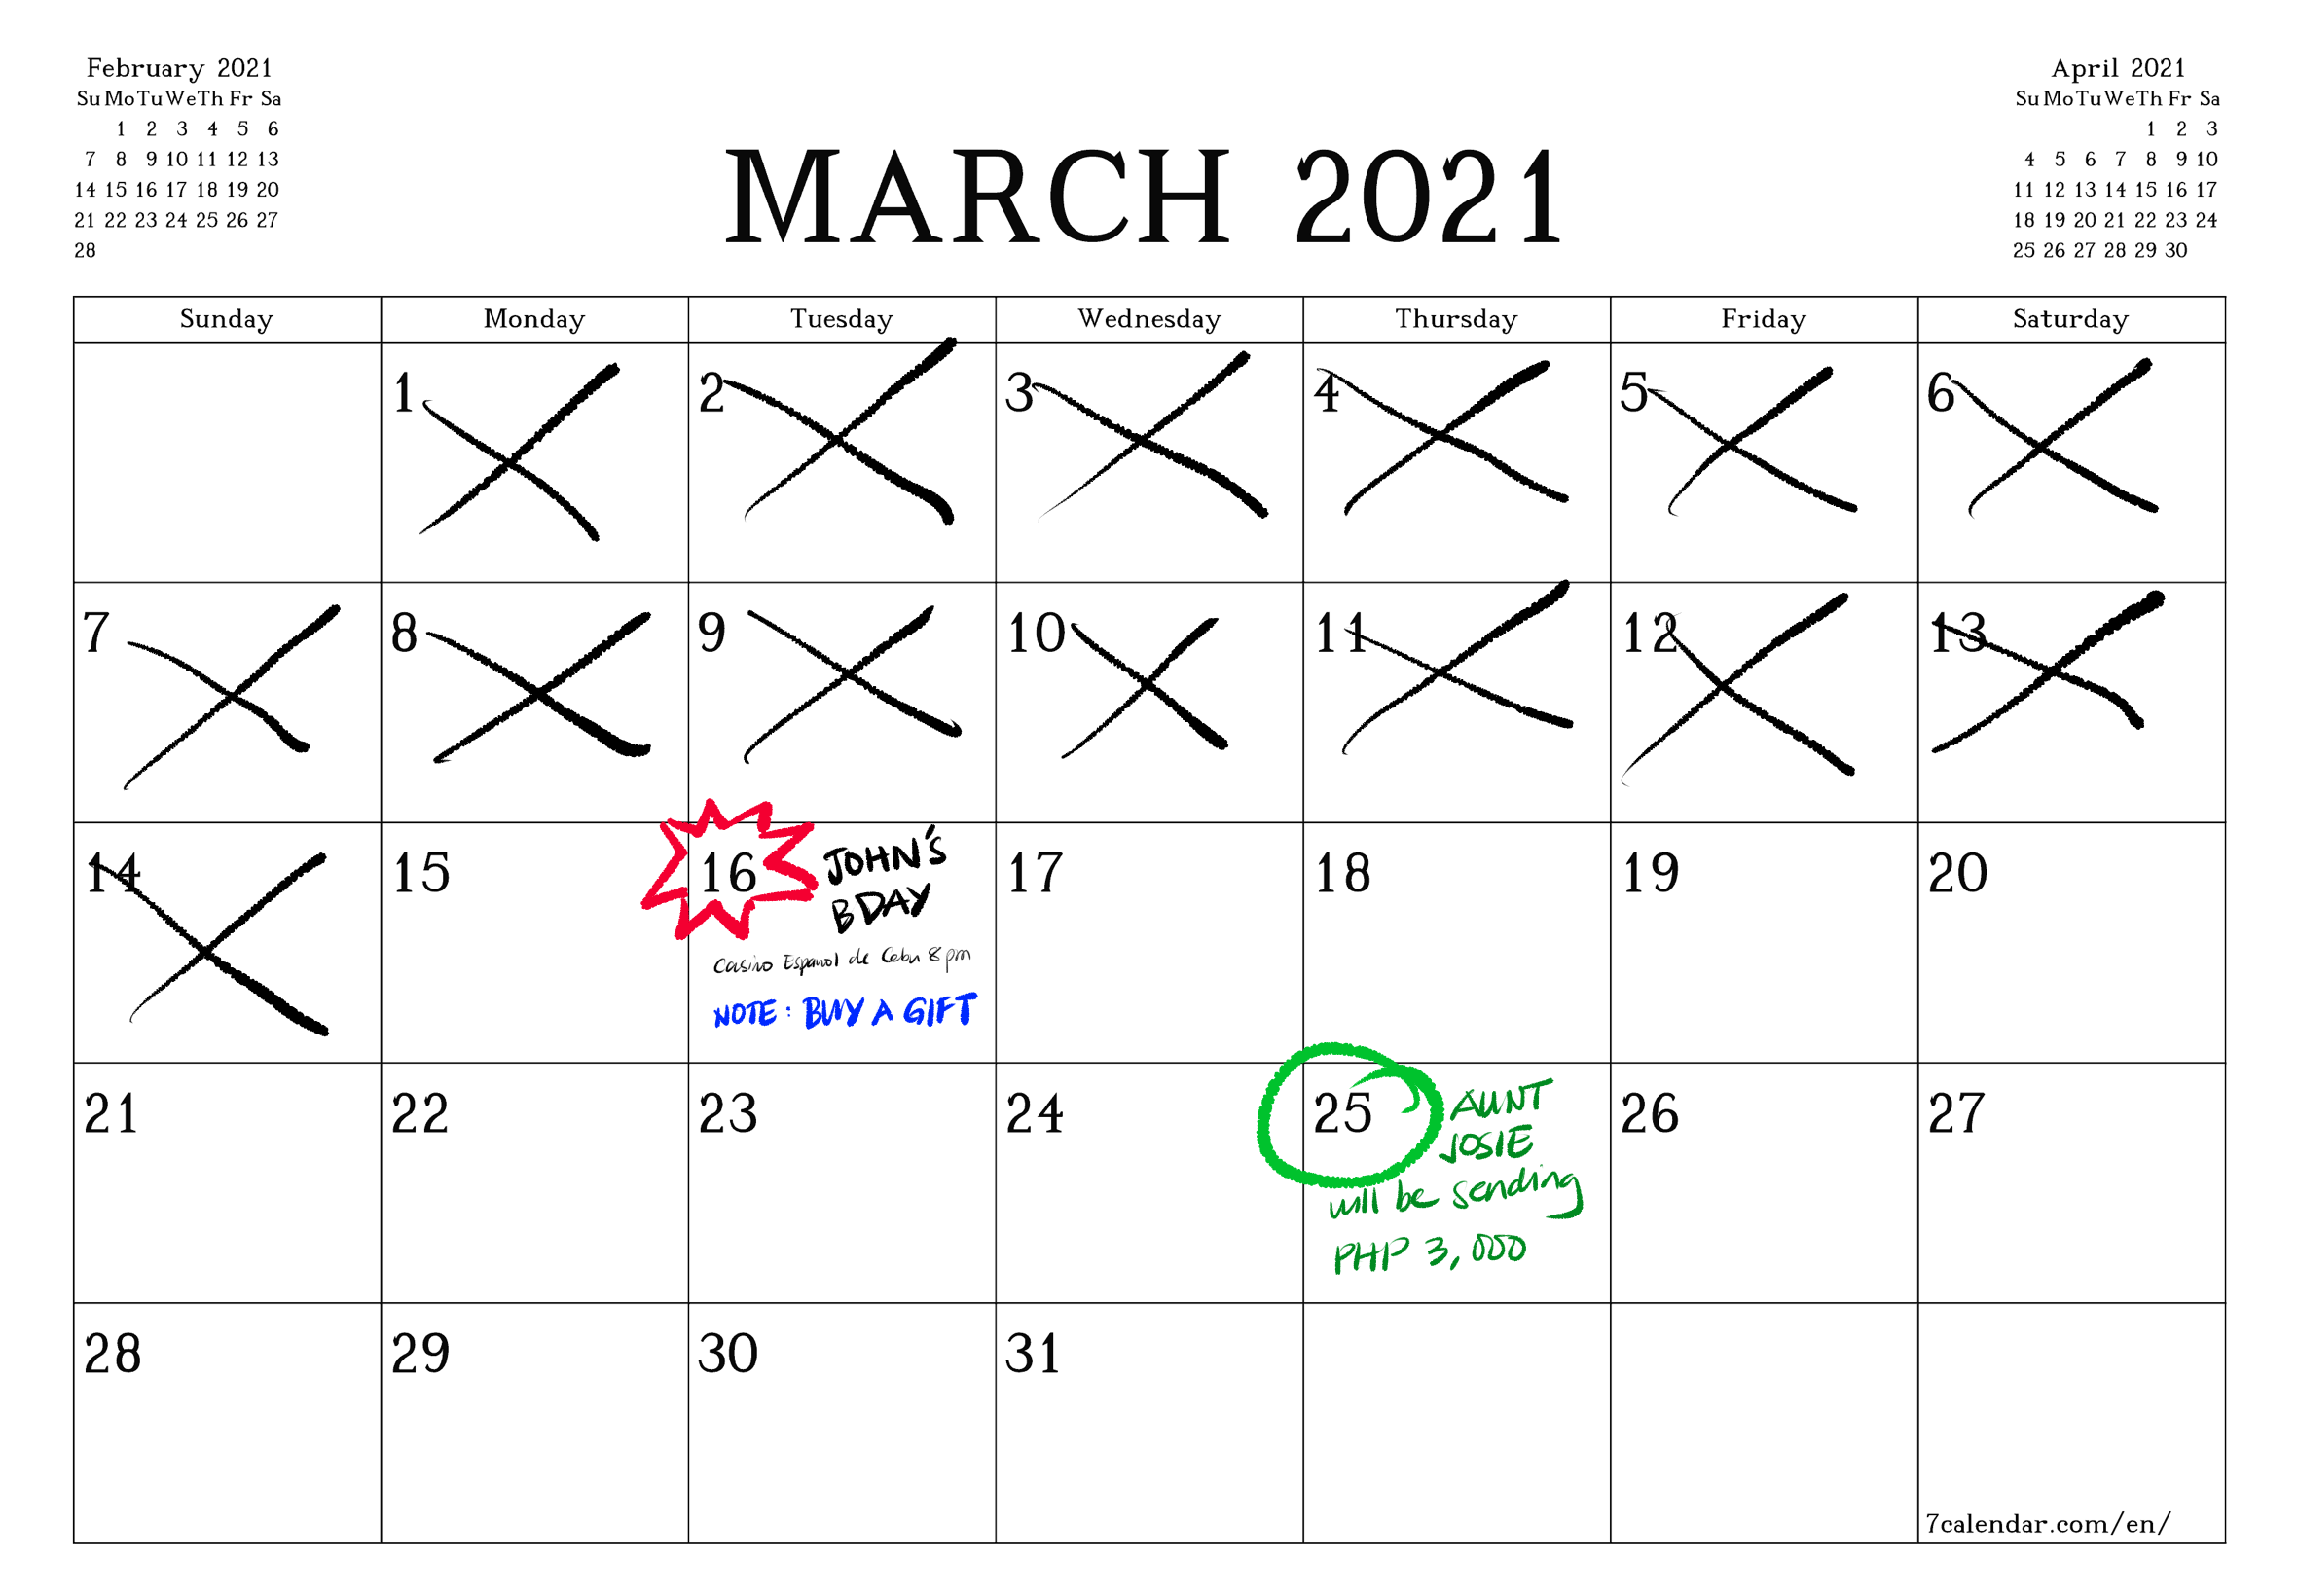 February 2021
Su Mo Tu We Th Fr Sa
1 2 3 4 5 6
7 8 9 10 11 12 13
14 15 16 17 18 19 20
21 22 23 24 25 26 27
28
MARCH 2021
April 2021
Su Mo Tu We Th Fr Sa
1 2 3
4 5 6 7 8 9 10
11 12 13 14 15 16 17
18 19 20 21 22 23 24
25 26 27 28 29 30
Sunday Monday Tuesday Wednesday Thursday Friday Saturday
1 2 3 4 5 6
7 8 9 10 11 12 13
14 15 16 17 18 19 20
JOHN'S
BDAY
Casino Espanol de Cebu 8pm
NOTE: BUY A GIFT
21 22 23 24 25 26 27
AUNT
JOSIE
will be sending
PHP 3,000
28 29 30 31
7calendar.com/en/